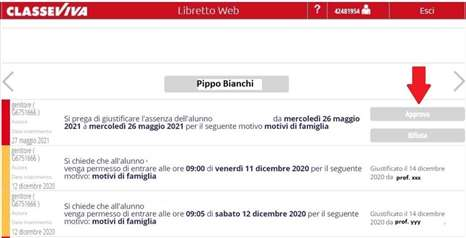 CLASSEVIVA Libretto Web ? 42481954 Esci
Pippo Bianchi
genitore (
G6751666 )
Autore
Data inserimento
27 maggio 2021
Si prega di giustificare l'assenza dell'alunno da mercoledì 26 maggio
2021 a mercoledì 26 maggio 2021 per il seguente motivo motivi di famiglia
Approva
Rifiuta
genitore (
G6751666 )
Autore
Data inserimento
12 dicembre 2020
Si chiede che all'alunno -
venga permesso di entrare alle ore 09:00 di venerdì 11 dicembre 2020 per il seguente
motivo: motivi di famiglia
Giustificato il 14 dicembre
2020 da prof. xxx
genitore (
G6751666 )
Autore
Data inserimento
12 dicembre 2020
Si chiede che all'alunno
venga permesso di entrare alle ore 09:05 di sabato 12 dicembre 2020 per il seguente
motivo: motivi di famiglia
Giustificato il 14 dicembre
2020 da prof. yyy